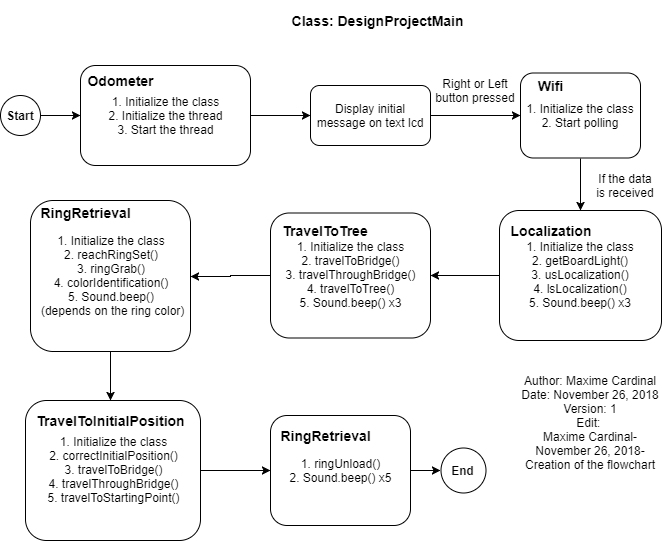 Class: DesignProjectMain
Start
Odometer
1. Initialize the class
2. Initialize the thread
3. Start the thread
Display initial
message on text lcd
Right or Left
button pressed
Wifi
1. Initialize the class
2. Start polling
If the data
is received
Localization
1. Initialize the class
2. getBoardLight()
3. usLocalization()
4. lsLocalization()
5. Sound.beep() x3
TravelToTree
1. Initialize the class
2. travelToBridge()
3. travelThroughBridge()
4. travelToTree()
5. Sound.beep() x3
RingRetrieval
1. Initialize the class
2. reachRingSet()
3. ringGrab()
4. colorIdentification()
5. Sound.beep()
(depends on the ring color)
TravelToInitialPosition
1. Initialize the class
2. correctInitialPosition()
3. travelToBridge()
4. travelThroughBridge()
5. travelToStartingPoint()
RingRetrieval
1. ringUnload()
2. Sound.beep() x5
End
Author: Maxime Cardinal
Date: November 26, 2018
Version: 1
Edit:
Maxime Cardinal-
November 26, 2018-
Creation of the flowchart